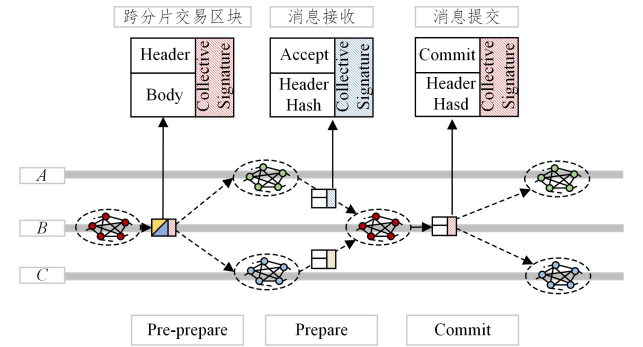 跨分片交易区块
消息接收
消息提交
Header
Body
Collective
Signature
Accept
Header
Hash
Collective
Signature
Commit
Header
Hasd
Collective
Signature
A
B
C
Pre-prepare
Prepare
Commit